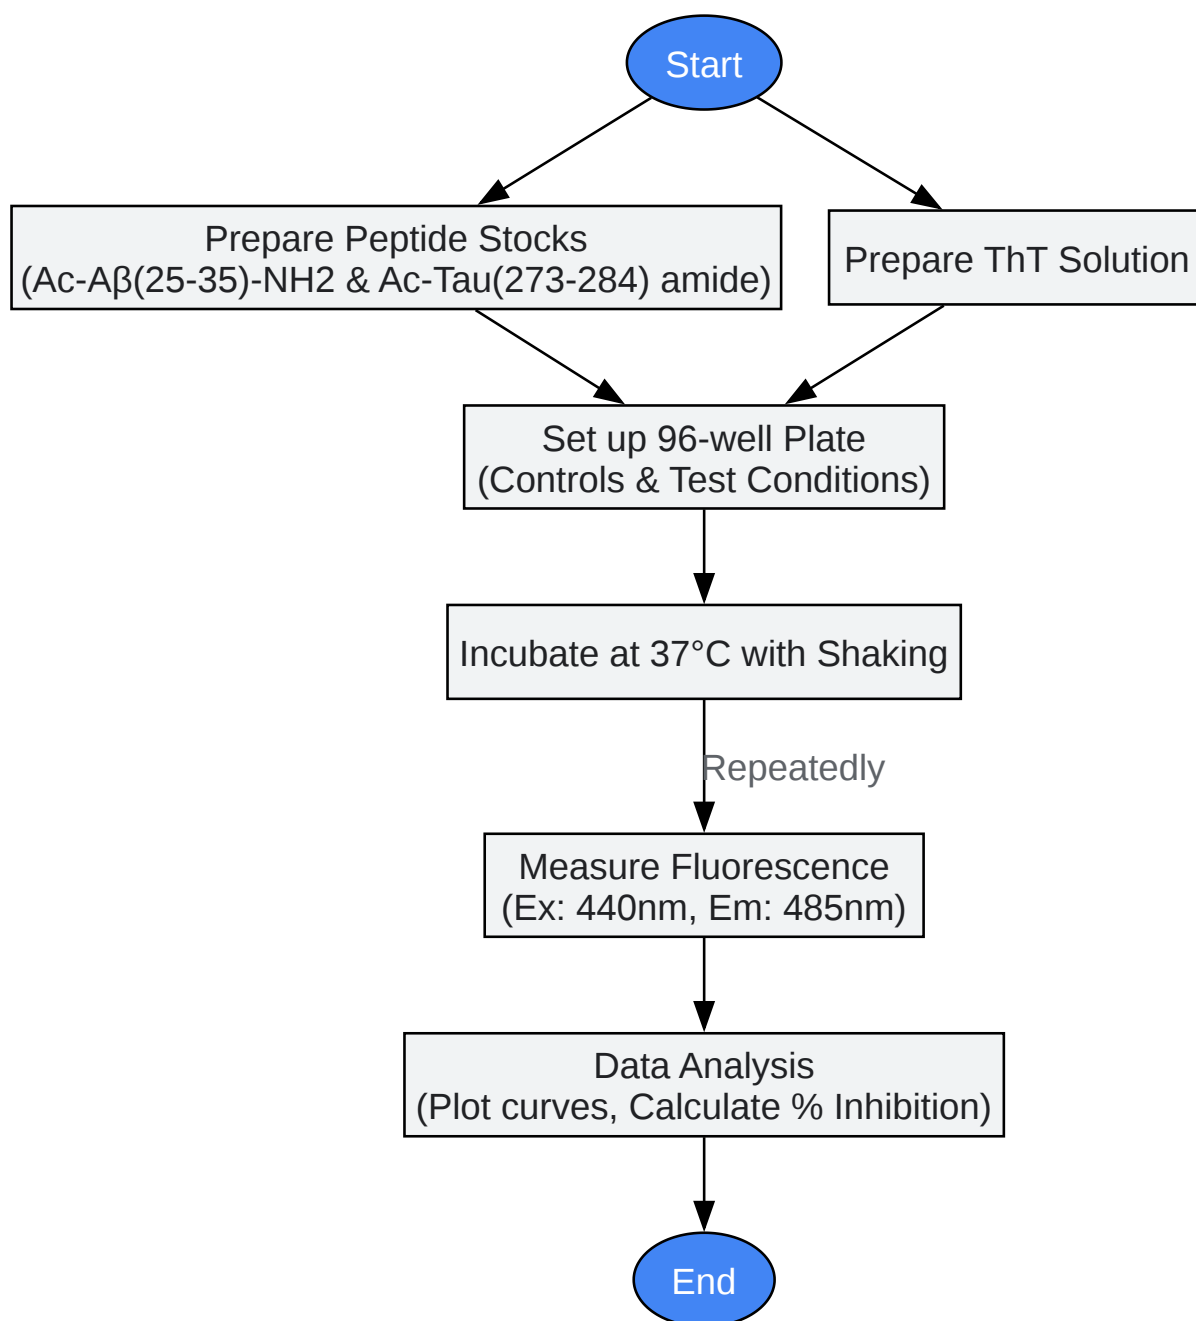 Start
Prepare Peptide Stocks
(Ac-Aβ(25-35)-NH2 & Ac-Tau(273-284) amide)
Prepare ThT Solution
Set up 96-well Plate
(Controls & Test Conditions)
Incubate at 37°C with Shaking
Repeatedly
Measure Fluorescence
(Ex: 440nm, Em: 485nm)
Data Analysis
(Plot curves, Calculate % Inhibition)
End